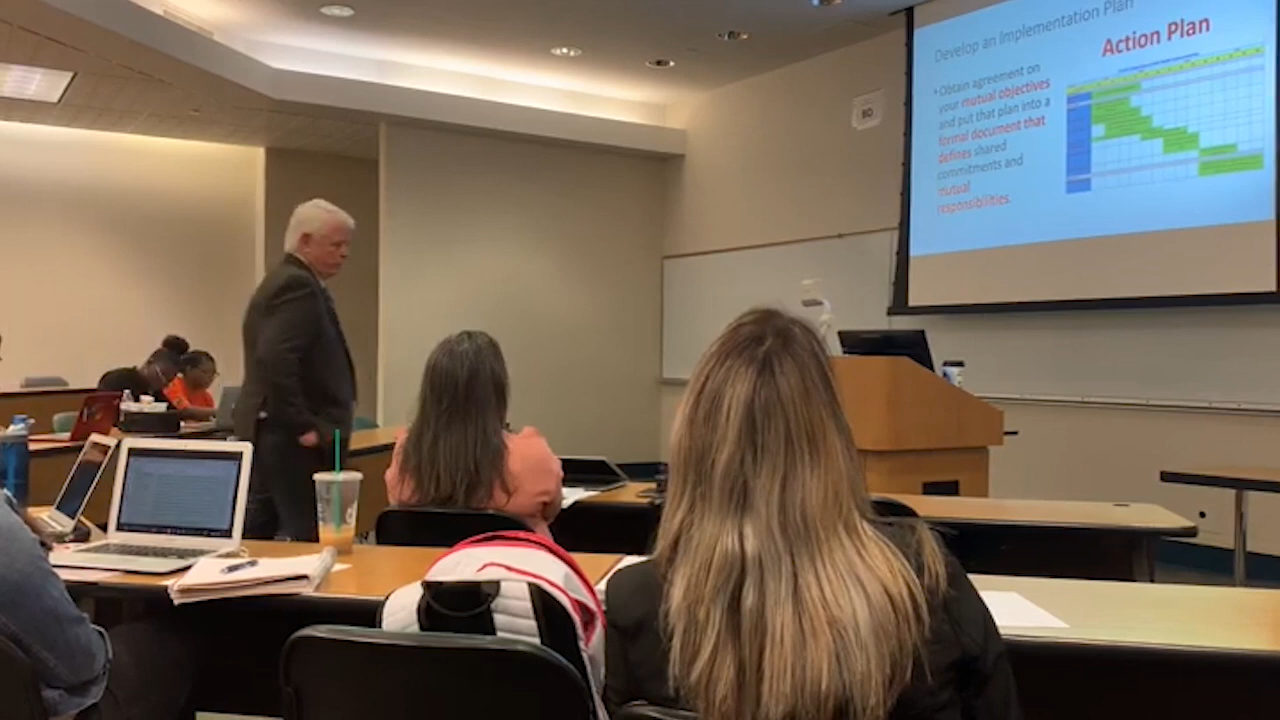 Develop an Implementation Plan
Action Plan
Obtain agreement on
your mutual objectives
and put that plan into a
formal document that
defines shared
commitments and
mutual
responsibilities.